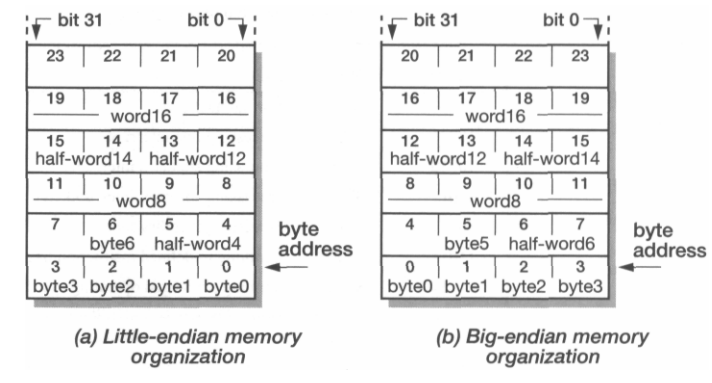 bit 31 bit 0 bit 31 bit 0
23 22 21 20 20 21 22 23
19 18 17 16 16 17 18 19
word16 word16
15 14 13 12 12 13 14 15
half-word14 half-word12 half-word12 half-word14
11 10 9 8 8 9 10 11
word8 word8
7 6 5 4 byte 4 5 6 7 byte
byte6 half-word4 address byte5 half-word6 address
3 2 1 0 0 1 2 3
byte3 byte2 byte1 byte0 byte0 byte1 byte2 byte3
(a) Little-endian memory (b) Big-endian memory
organization organization